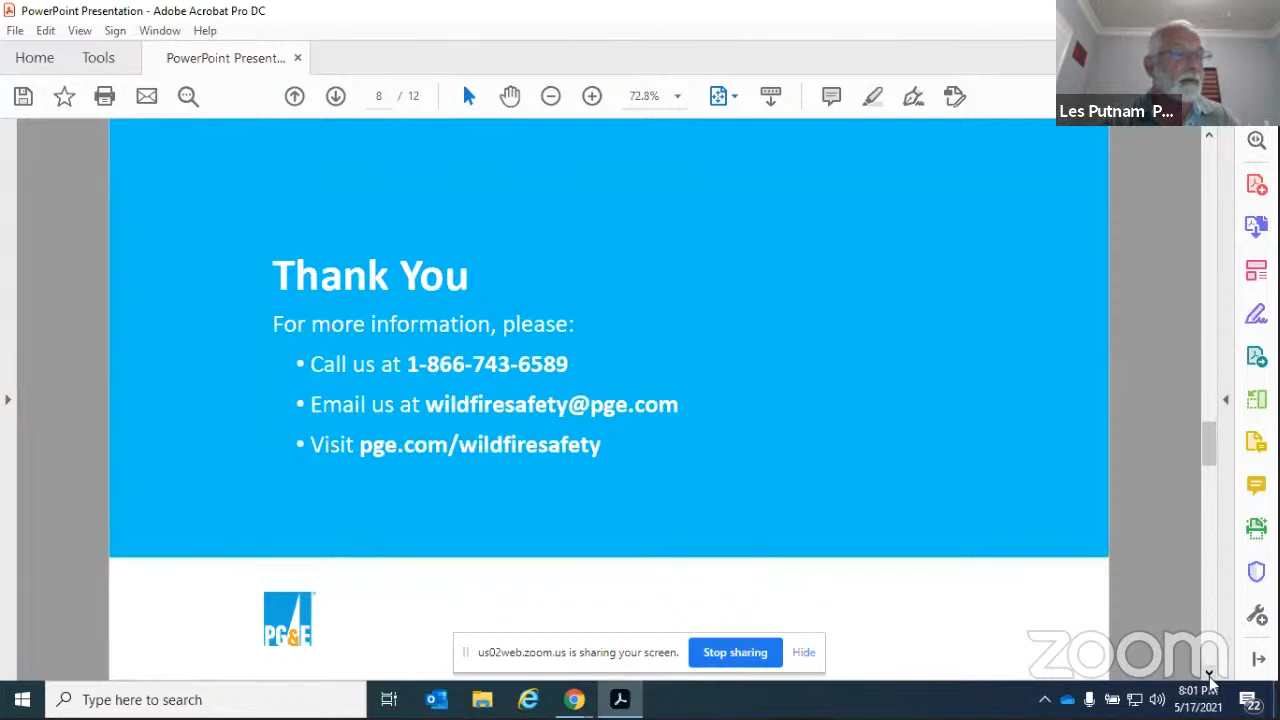 PowerPoint Presentation - Adobe Acrobat Pro DC
File Edit View Sign Window Help
Home Tools PowerPoint Present... ×
8 / 12 72.8%
Les Putnam P...
Thank You
For more information, please:
• Call us at 1-866-743-6589
• Email us at wildfiresafety@pge.com
• Visit pge.com/wildfiresafety
PG&E
us02web.zoom.us is sharing your screen. Stop sharing Hide
zoom
Type here to search
8:01 PM
5/17/2021
22